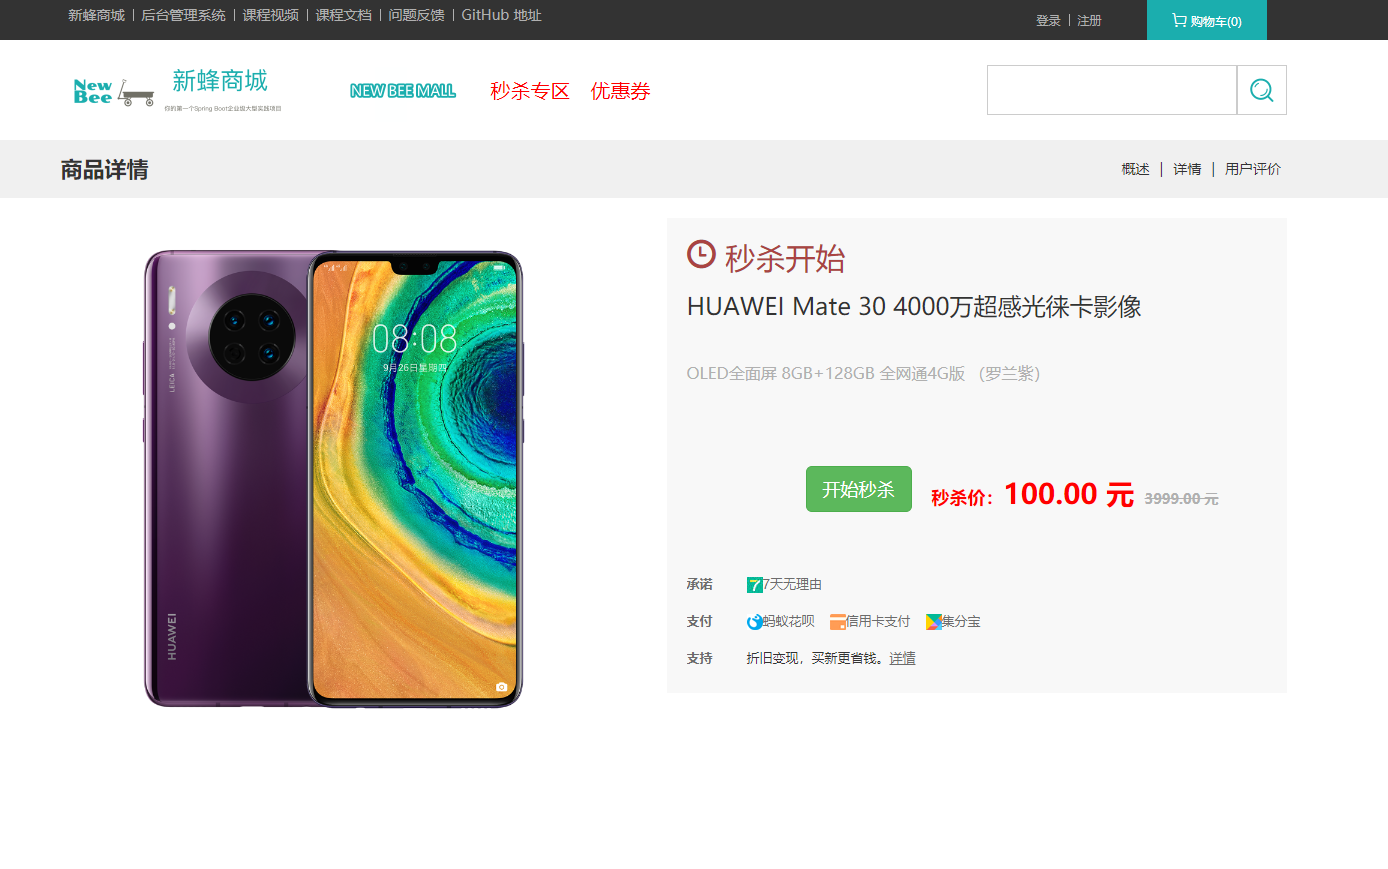 新蜂商城 | 后台管理系统 | 课程视频 | 课程文档 | 问题反馈 | GitHub 地址
登录 | 注册
购物车(0)
New
Bee
新蜂商城
你的第一个Spring Boot企业级大型实践项目
NEW BEE MALL
秒杀专区
优惠券
商品详情
概述 | 详情 | 用户评价
LEICA
08:08
9月26日星期四
HUAWEI
秒杀开始
HUAWEI Mate 30 4000万超感光徕卡影像
OLED全面屏 8GB+128GB 全网通4G版 （罗兰紫）
开始秒杀
秒杀价：100.00 元 3999.00 元
承诺 7 7天无理由
支付 蚂蚁花呗 信用卡支付 集分宝
支持 折旧变现，买新更省钱。详情